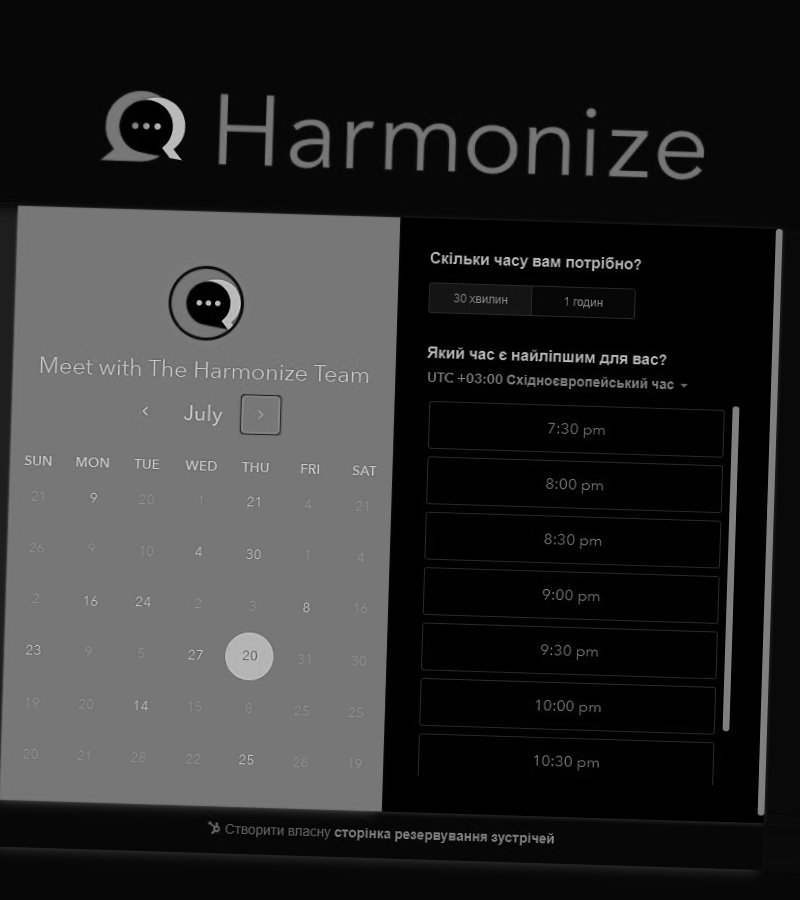 Harmonize
Meet with The Harmonize Team
July
SUN MON TUE WED THU FRI SAT
21 9 20 1 21 4 21
26 9 10 4 30 1 4
2 16 24 2 3 8 16
23 9 5 27 20 31 30
19 20 14 15 8 25 25
20 21 28 22 25 28 19
Скільки часу вам потрібно?
30 хвилин 1 годин
Який час є найліпшим для вас?
UTC +03:00 Східноєвропейський час
7:30 pm
8:00 pm
8:30 pm
9:00 pm
9:30 pm
10:00 pm
10:30 pm
Створити власну сторінка резервування зустрічей